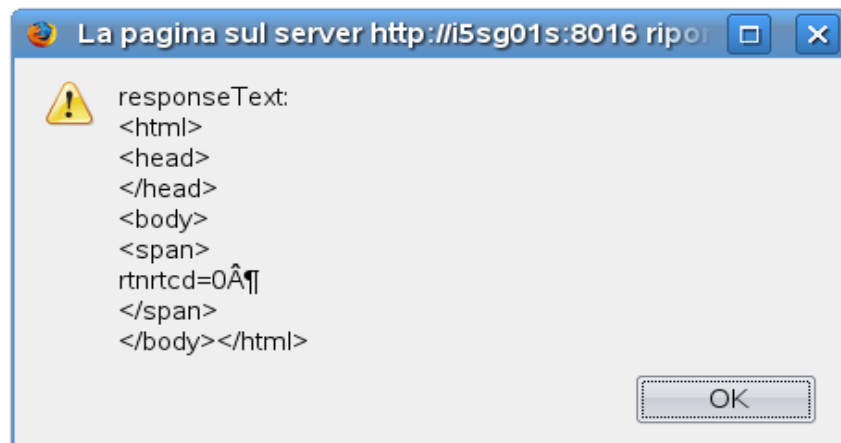 La pagina sul server http://i5sg01s:8016
responseText:
<html>
<head>
</head>
<body>
<span>
rtnrtcd=0Â¶
</span>
</body></html>
OK